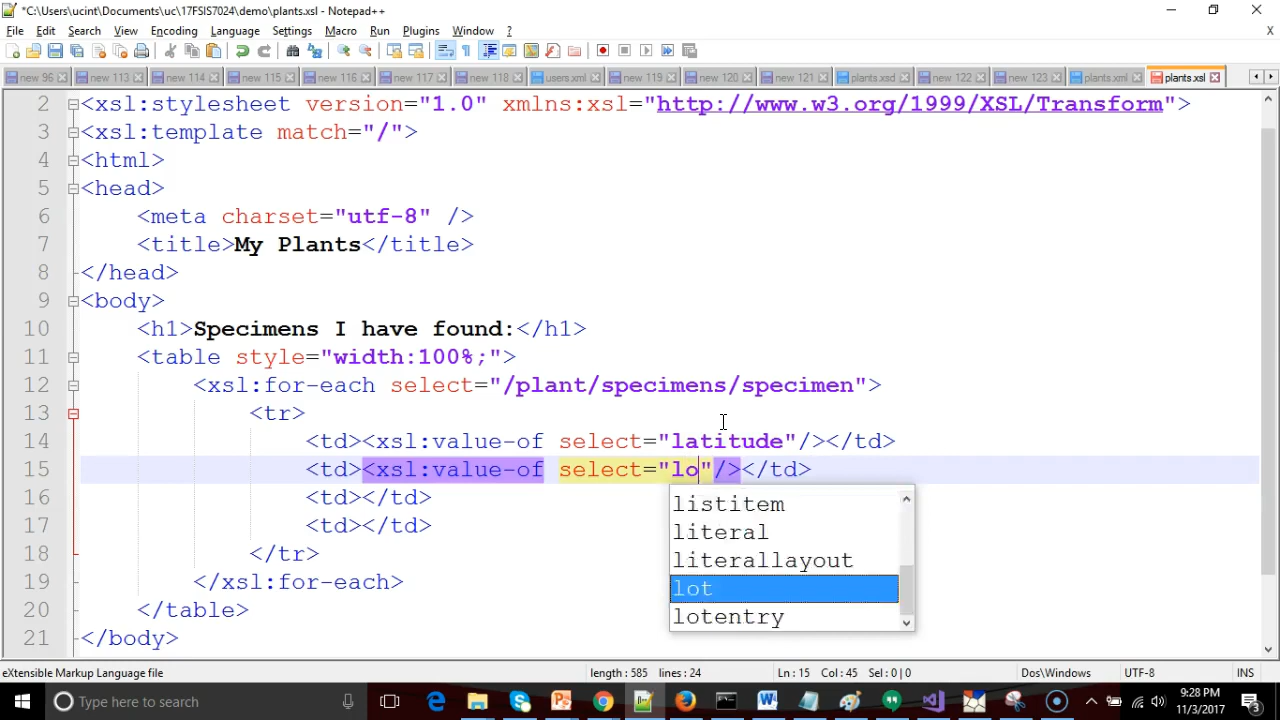 *C:\Users\ucint\Documents\uc\17FSIS7024\demo\plants.xsl - Notepad++
File Edit Search View Encoding Language Settings Macro Run Plugins Window ? X
new 96 new 113 new 114 new 115 new 116 new 117 new 118 users.xml new 119 new 120 new 121 plants.xsd new 122 new 123 plants.xml plants.xsl
2 <xsl:stylesheet version="1.0" xmlns:xsl="http://www.w3.org/1999/XSL/Transform">
3 <xsl:template match="/">
4 <html>
5 <head>
6 <meta charset="utf-8" />
7 <title>My Plants</title>
8 </head>
9 <body>
10 <h1>Specimens I have found:</h1>
11 <table style="width:100%;">
12 <xsl:for-each select="/plant/specimens/specimen">
13 <tr>
14 <td><xsl:value-of select="latitude"/></td>
15 <td><xsl:value-of select="lo"/></td>
16 <td></td>
17 <td></td>
18 </tr>
19 </xsl:for-each>
20 </table>
21 </body>
listitem
literal
literallayout
lot
lotentry
eXtensible Markup Language file length : 585 lines : 24 Ln : 15 Col : 45 Sel : 0 | 0 Dos\Windows UTF-8 INS
Type here to search
9:28 PM
11/3/2017
3